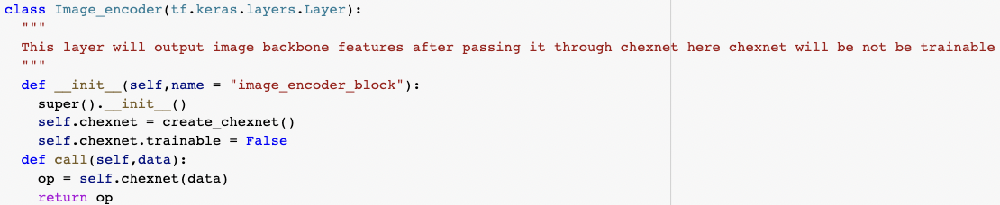 class Image_encoder(tf.keras.layers.Layer):
  """
  This layer will output image backbone features after passing it through chexnet here chexnet will be not be trainable
  """
  def __init__(self,name = "image_encoder_block"):
    super().__init__()
    self.chexnet = create_chexnet()
    self.chexnet.trainable = False
  def call(self,data):
    op = self.chexnet(data)
    return op